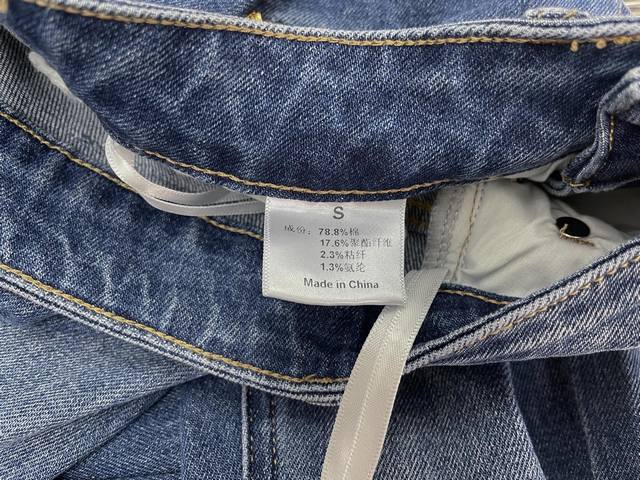 S
成份：78.8%棉
17.6%聚酯纤维
2.3%粘纤
1.3%氨纶
Made in China